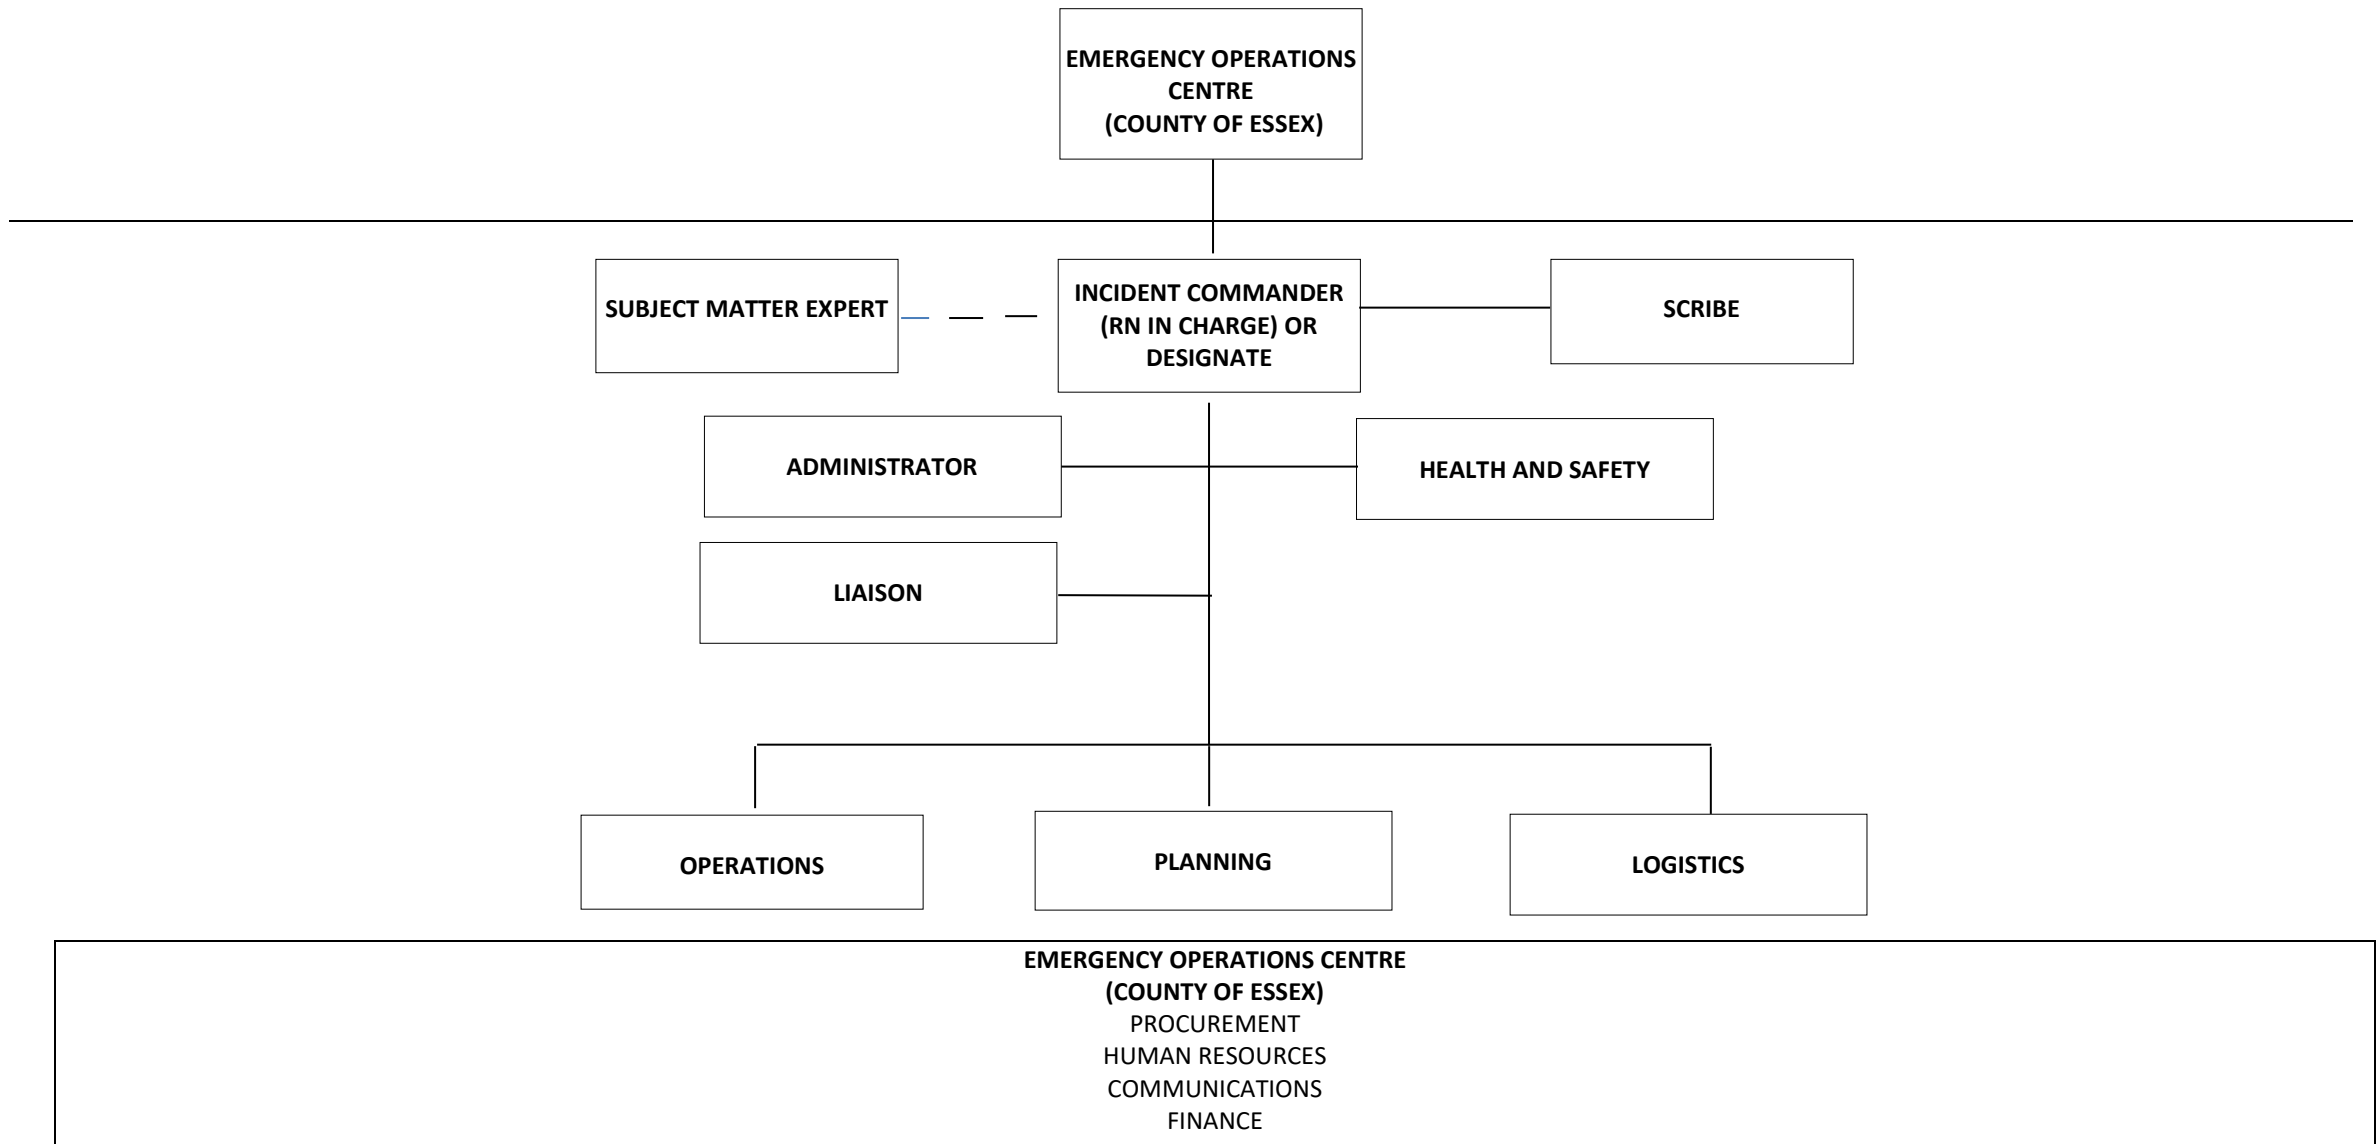 EMERGENCY OPERATIONS
CENTRE
(COUNTY OF ESSEX)
SUBJECT MATTER EXPERT
INCIDENT COMMANDER
(RN IN CHARGE) OR
DESIGNATE
SCRIBE
ADMINISTRATOR
HEALTH AND SAFETY
LIAISON
OPERATIONS
PLANNING
LOGISTICS
EMERGENCY OPERATIONS CENTRE
(COUNTY OF ESSEX)
PROCUREMENT
HUMAN RESOURCES
COMMUNICATIONS
FINANCE